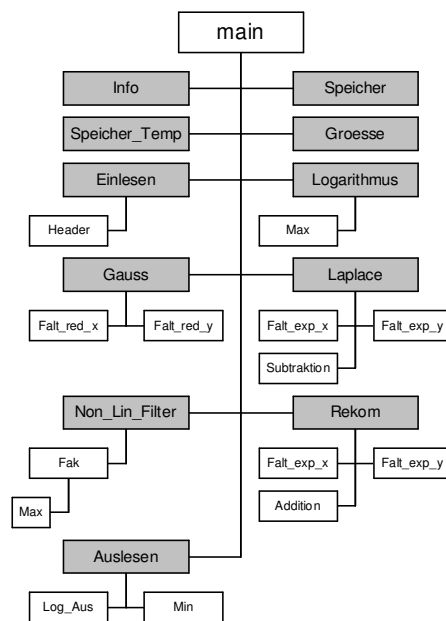 main
Info
Speicher
Speicher_Temp
Groesse
Einlesen
Logarithmus
Header
Max
Gauss
Laplace
Falt_red_x
Falt_red_y
Falt_exp_x
Falt_exp_y
Subtraktion
Non_Lin_Filter
Rekom
Fak
Falt_exp_x
Falt_exp_y
Max
Addition
Auslesen
Log_Aus
Min